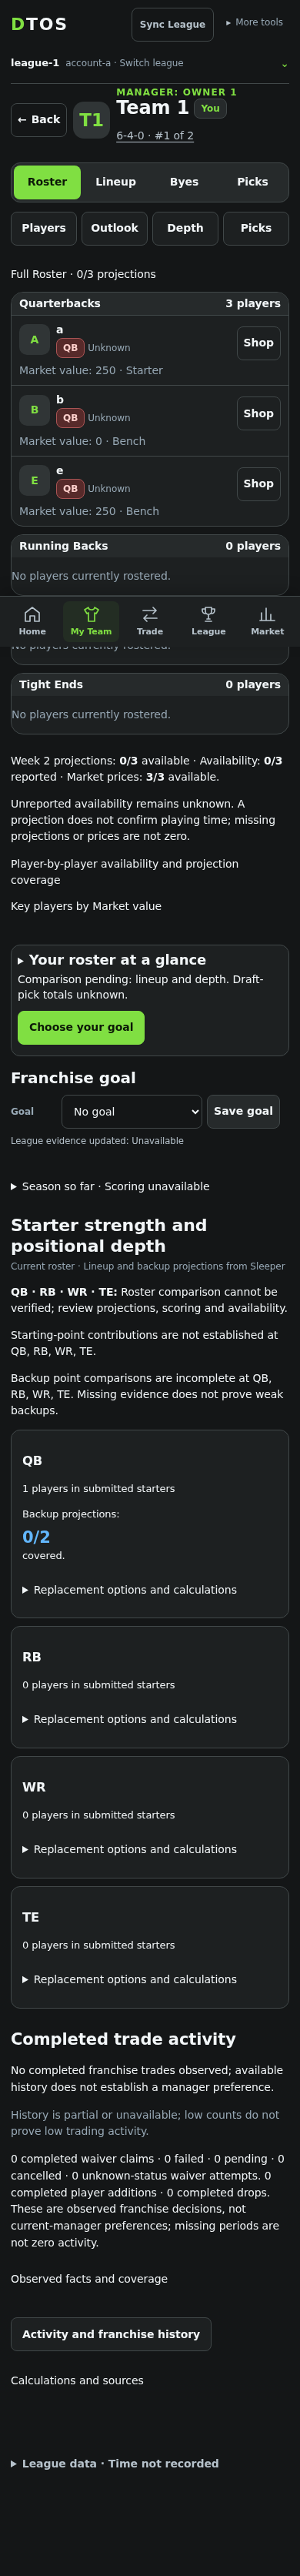 DTOS
Sync League
▸ More tools
league-1 account-a · Switch league
← Back
T1
MANAGER: OWNER 1
Team 1 You
6-4-0 · #1 of 2
Roster Lineup Byes Picks
Players Outlook Depth Picks
Full Roster · 0/3 projections
Quarterbacks 3 players
A a
QB Unknown
Shop
Market value: 250 · Starter
B b
QB Unknown
Shop
Market value: 0 · Bench
E e
QB Unknown
Shop
Market value: 250 · Bench
Running Backs 0 players
No players currently rostered.
Home My Team Trade League Market
No players currently rostered.
Tight Ends 0 players
No players currently rostered.
Week 2 projections: 0/3 available · Availability: 0/3
reported · Market prices: 3/3 available.
Unreported availability remains unknown. A
projection does not confirm playing time; missing
projections or prices are not zero.
Player-by-player availability and projection
coverage
Key players by Market value
▸ Your roster at a glance
Comparison pending: lineup and depth. Draft-
pick totals unknown.
Choose your goal
Franchise goal
Goal No goal Save goal
League evidence updated: Unavailable
▸ Season so far · Scoring unavailable
Starter strength and
positional depth
Current roster · Lineup and backup projections from Sleeper
QB · RB · WR · TE: Roster comparison cannot be
verified; review projections, scoring and availability.
Starting-point contributions are not established at
QB, RB, WR, TE.
Backup point comparisons are incomplete at QB,
RB, WR, TE. Missing evidence does not prove weak
backups.
QB
1 players in submitted starters
Backup projections:
0/2
covered.
▸ Replacement options and calculations
RB
0 players in submitted starters
▸ Replacement options and calculations
WR
0 players in submitted starters
▸ Replacement options and calculations
TE
0 players in submitted starters
▸ Replacement options and calculations
Completed trade activity
No completed franchise trades observed; available
history does not establish a manager preference.
History is partial or unavailable; low counts do not
prove low trading activity.
0 completed waiver claims · 0 failed · 0 pending · 0
cancelled · 0 unknown-status waiver attempts. 0
completed player additions · 0 completed drops.
These are observed franchise decisions, not
current-manager preferences; missing periods are
not zero activity.
Observed facts and coverage
Activity and franchise history
Calculations and sources
▸ League data · Time not recorded